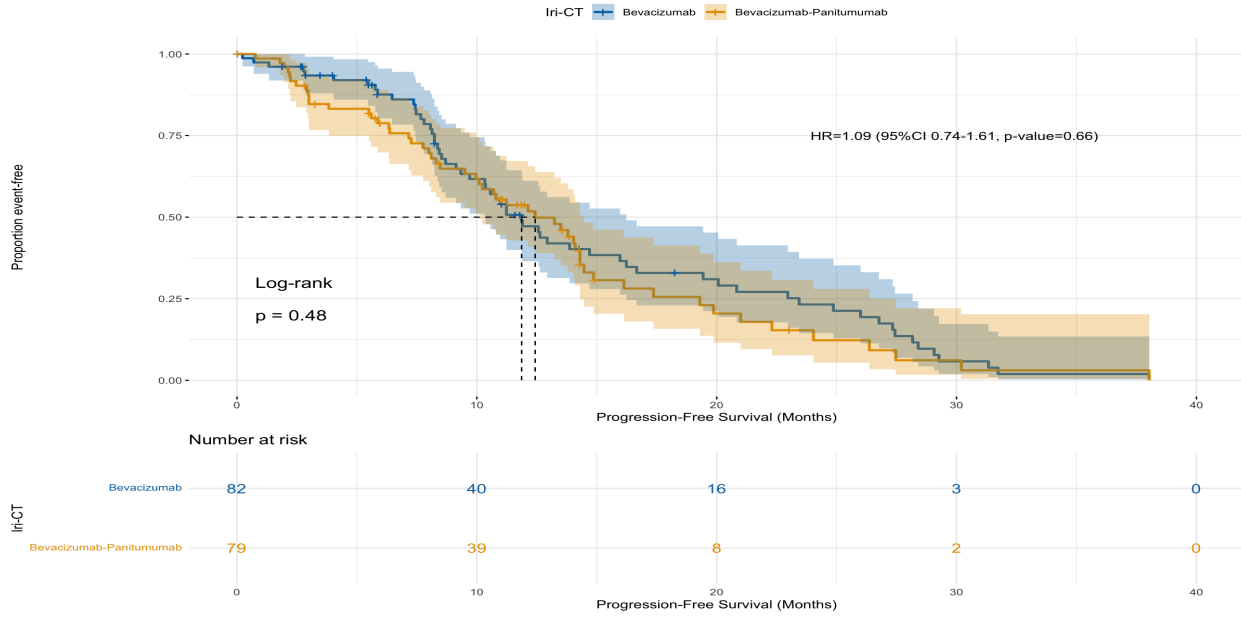 Iri-CT Bevacizumab Bevacizumab-Panitumumab
1.00
0.75
0.50
0.25
0.00
Proportion event-free
HR=1.09 (95%CI 0.74-1.61, p-value=0.66)
Log-rank
p = 0.48
0 10 20 30 40
Progression-Free Survival (Months)
Number at risk
Iri-CT
Bevacizumab 82 40 16 3 0
Bevacizumab-Panitumumab 79 39 8 2 0
0 10 20 30 40
Progression-Free Survival (Months)